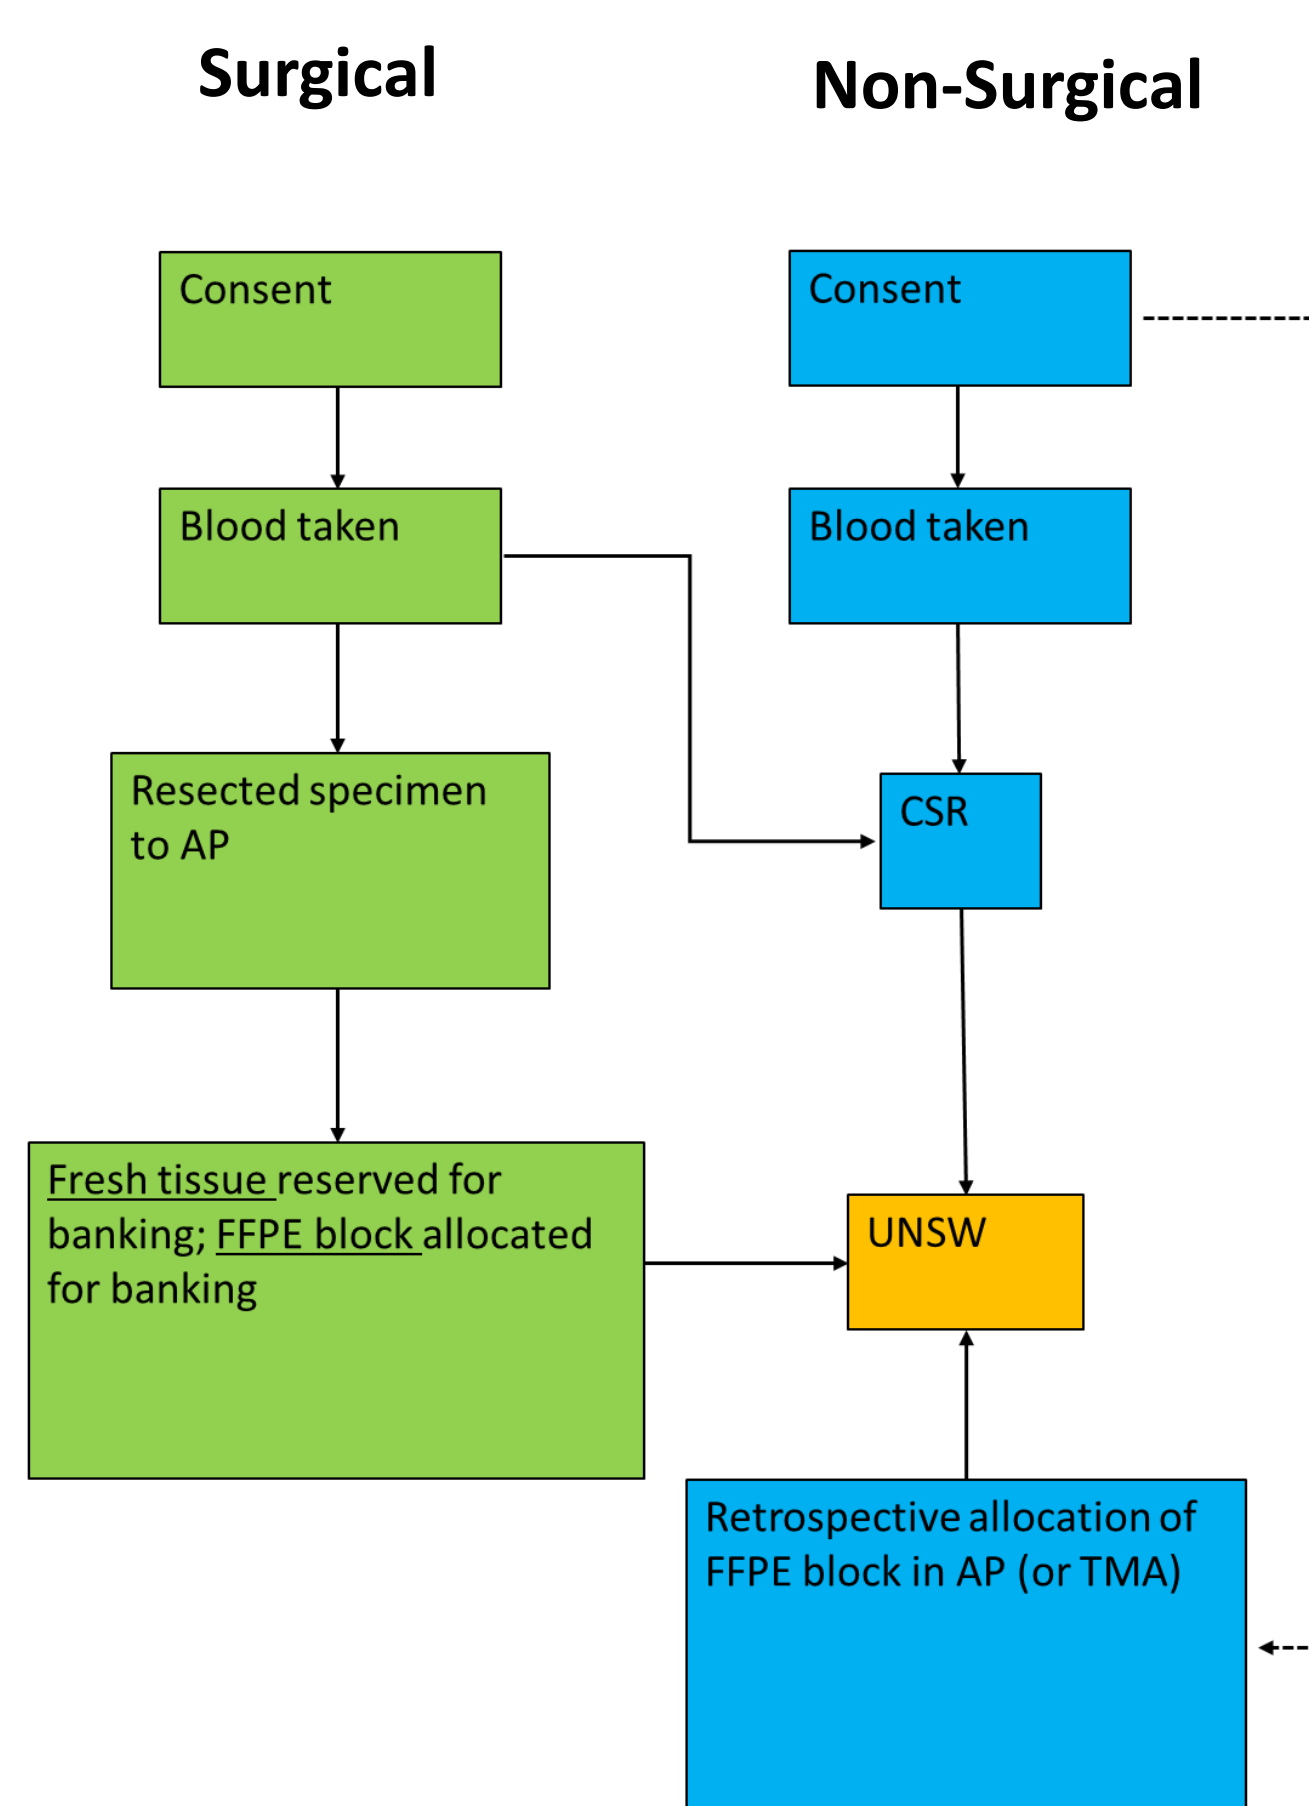 Surgical
Non-Surgical
Consent
Consent
Blood taken
Blood taken
Resected specimen
to AP
CSR
Fresh tissue reserved for
banking; FFPE block allocated
for banking
UNSW
Retrospective allocation of
FFPE block in AP (or TMA)